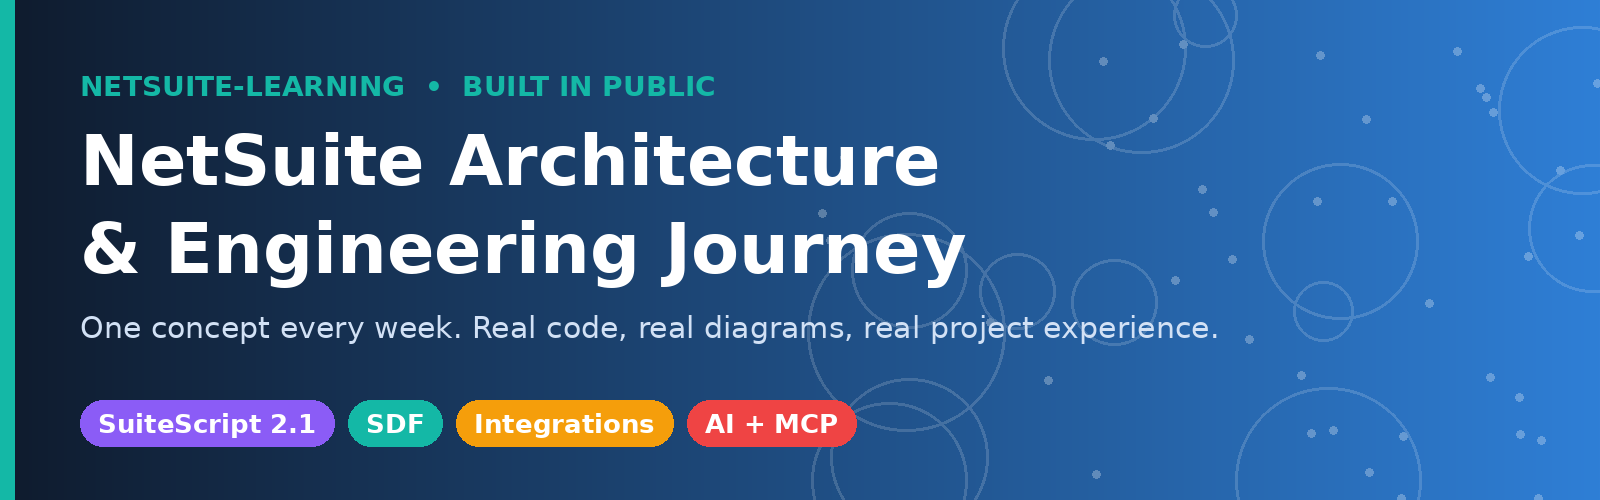 NETSUITE-LEARNING • BUILT IN PUBLIC
NetSuite Architecture
& Engineering Journey
One concept every week. Real code, real diagrams, real project experience.
SuiteScript 2.1 SDF Integrations AI + MCP